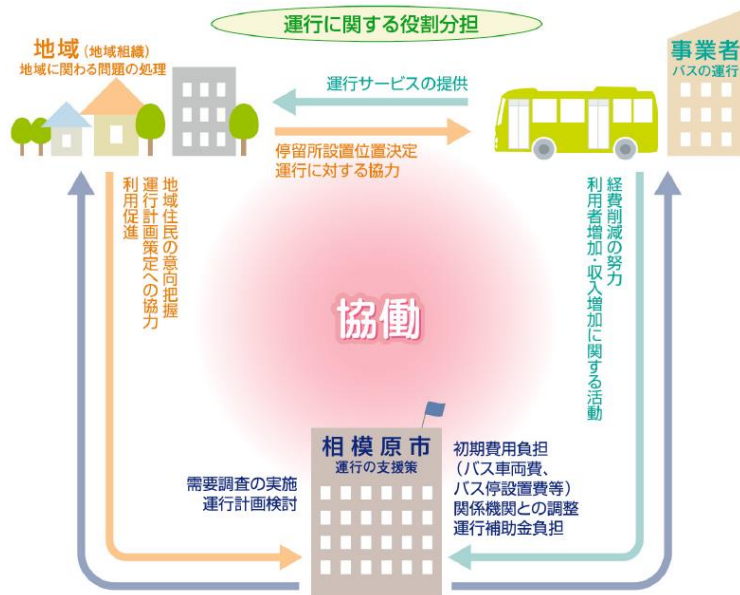 運行に関する役割分担
地域(地域組織)
地域に関わる問題の処理
事業者
バスの運行
運行サービスの提供
停留所設置位置決定
運行に対する協力
地域住民の意向把握
運行計画策定への協力
利用促進
経費削減の努力
利用者増加・収入増加に関する活動
協働
相模原市
運行の支援策
需要調査の実施
運行計画検討
初期費用負担
(バス車両費、
バス停設置費等)
関係機関との調整
運行補助金負担